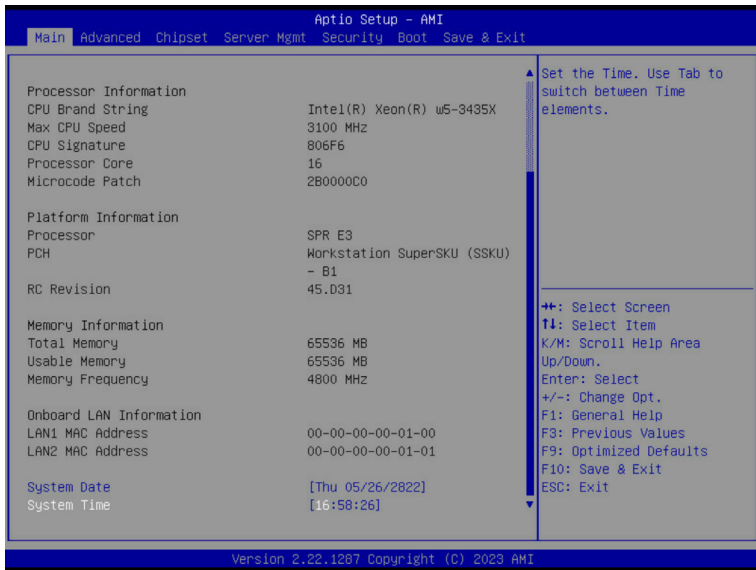 Aptio Setup - AMI
Main Advanced Chipset Server Mgmt Security Boot Save & Exit
Processor Information
CPU Brand String Intel(R) Xeon(R) w5-3435X
Max CPU Speed 3100 MHz
CPU Signature 806F6
Processor Core 16
Microcode Patch 2B0000C0
Platform Information
Processor SPR E3
PCH Workstation SuperSKU (SSKU)
- B1
RC Revision 45.D31
Memory Information
Total Memory 65536 MB
Usable Memory 65536 MB
Memory Frequency 4800 MHz
Onboard LAN Information
LAN1 MAC Address 00-00-00-00-01-00
LAN2 MAC Address 00-00-00-00-01-01
System Date [Thu 05/26/2822]
System Time [16:58:26]
Set the Time. Use Tab to
switch between Time
elements.
→←: Select Screen
↑↓: Select Item
K/M: Scroll Help Area
Up/Down.
Enter: Select
+/-: Change Opt.
F1: General Help
F3: Previous Values
F9: Optimized Defaults
F10: Save & Exit
ESC: Exit
Version 2.22.1287 Copyright (C) 2023 AMI